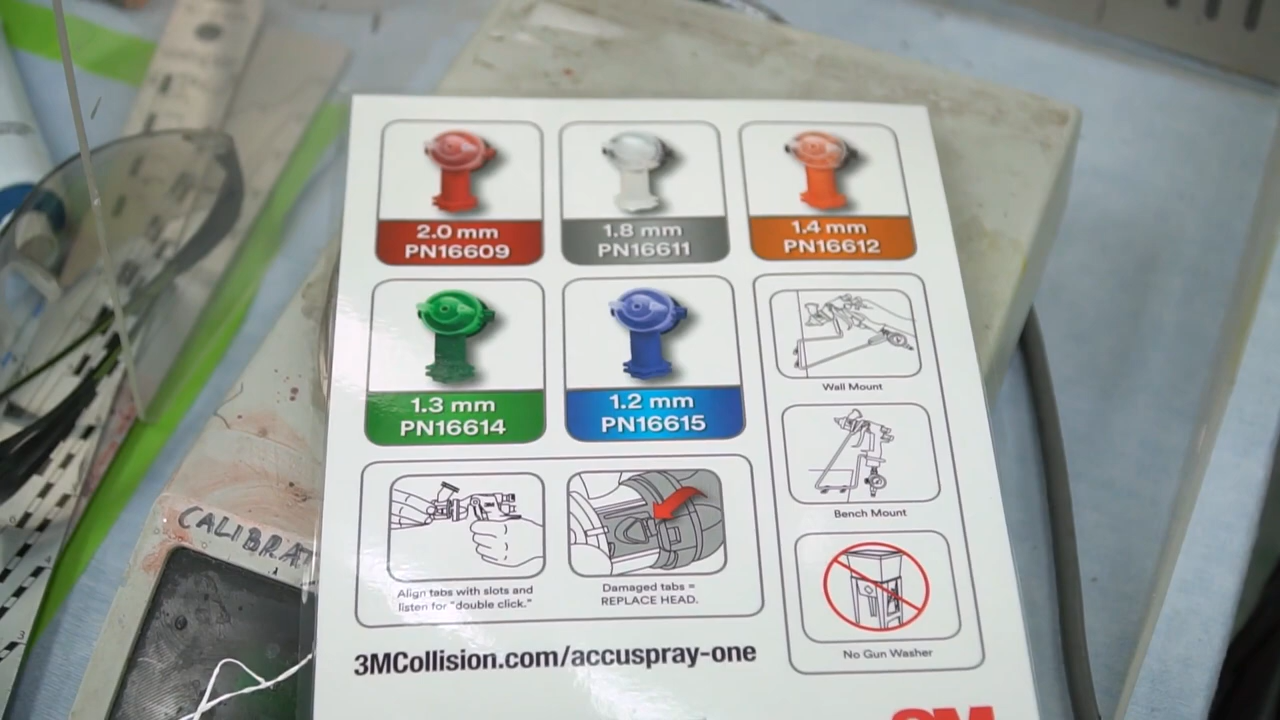 2.0 mm
PN16609
1.8 mm
PN16611
1.4 mm
PN16612
1.3 mm
PN16614
1.2 mm
PN16615
Wall Mount
Bench Mount
No Gun Washer
Align tabs with slots and
listen for "double click."
Damaged tabs =
REPLACE HEAD.
3MCollision.com/accuspray-one
3M
CALIBRAT